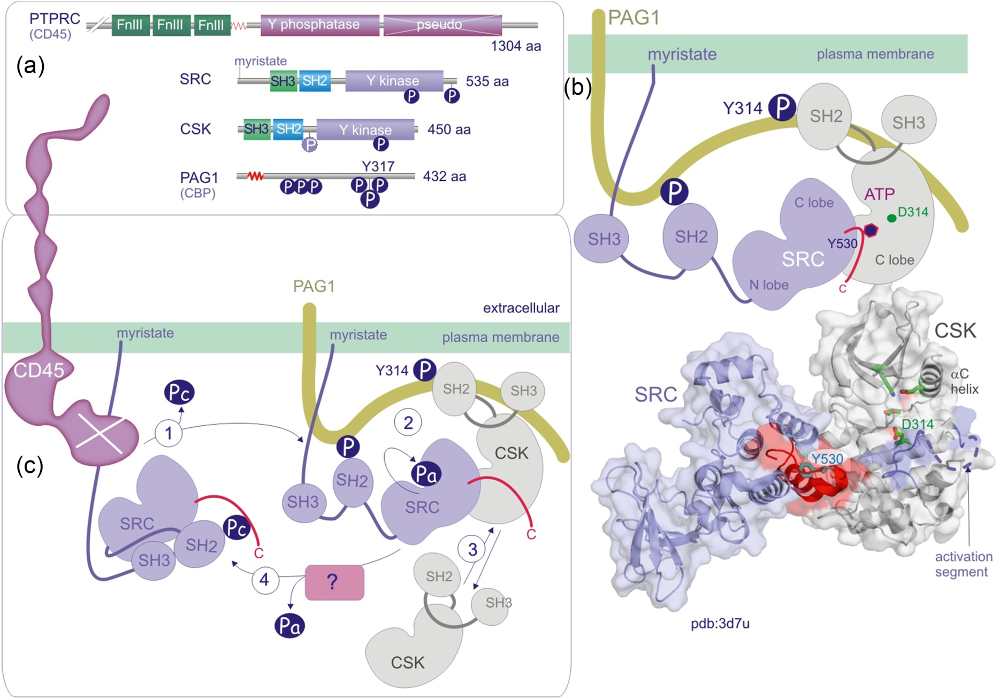 PTPRC
(CD45)
FnIII FnIII FnIII Y phosphatase pseudo
1304 aa
(a)
myristate
SRC SH3 SH2 Y kinase 535 aa
P P
CSK SH3 SH2 Y kinase 450 aa
P P
Y317
PAG1 432 aa
(CBP)
P P P P P P
PAG1
myristate plasma membrane
(b)
Y314 P SH2 SH3
P
ATP
C lobe
D314
SH3 SH2
Y530
SRC C lobe
N lobe
C
CSK
SRC
αC
helix
D314
Y530
activation
segment
pdb:3d7u
PAG1
extracellular
myristate myristate plasma membrane
CD45
Y314 P
SH2 SH3
Pc
1
2
P
CSK
(c)
Pa
SH2
SH3
SRC
SRC
Pc
SH2
SH3
C
C
3
4
?
SH2
SH3
Pa
CSK